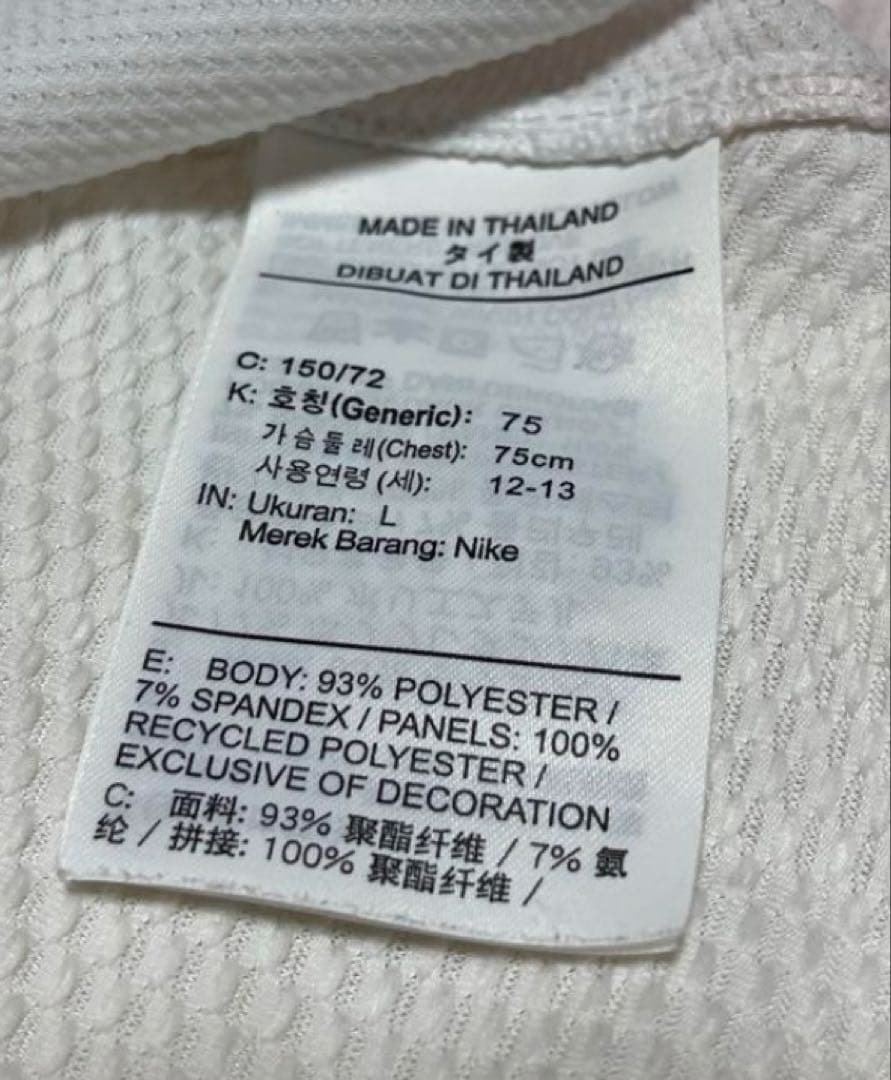 MADE IN THAILAND
タイ製
DIBUAT DI THAILAND
C: 150/72
K: 호칭(Generic): 75
가슴둘레(Chest): 75cm
사용연령 (세): 12-13
IN: Ukuran: L
Merek Barang: Nike
E: BODY: 93% POLYESTER /
7% SPANDEX / PANELS: 100%
RECYCLED POLYESTER /
EXCLUSIVE OF DECORATION
C: 面料: 93% 聚酯纤维 / 7% 氨
纶 / 拼接: 100% 聚酯纤维 /